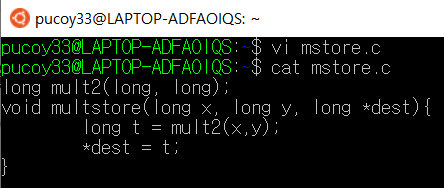 pucoy33@LAPTOP-ADFAOIQS: ~
pucoy33@LAPTOP-ADFAOIQS:~$ vi mstore.c
pucoy33@LAPTOP-ADFAOIQS:~$ cat mstore.c
long mult2(long, long);
void multstore(long x, long y, long *dest){
        long t = mult2(x,y);
        *dest = t;
}